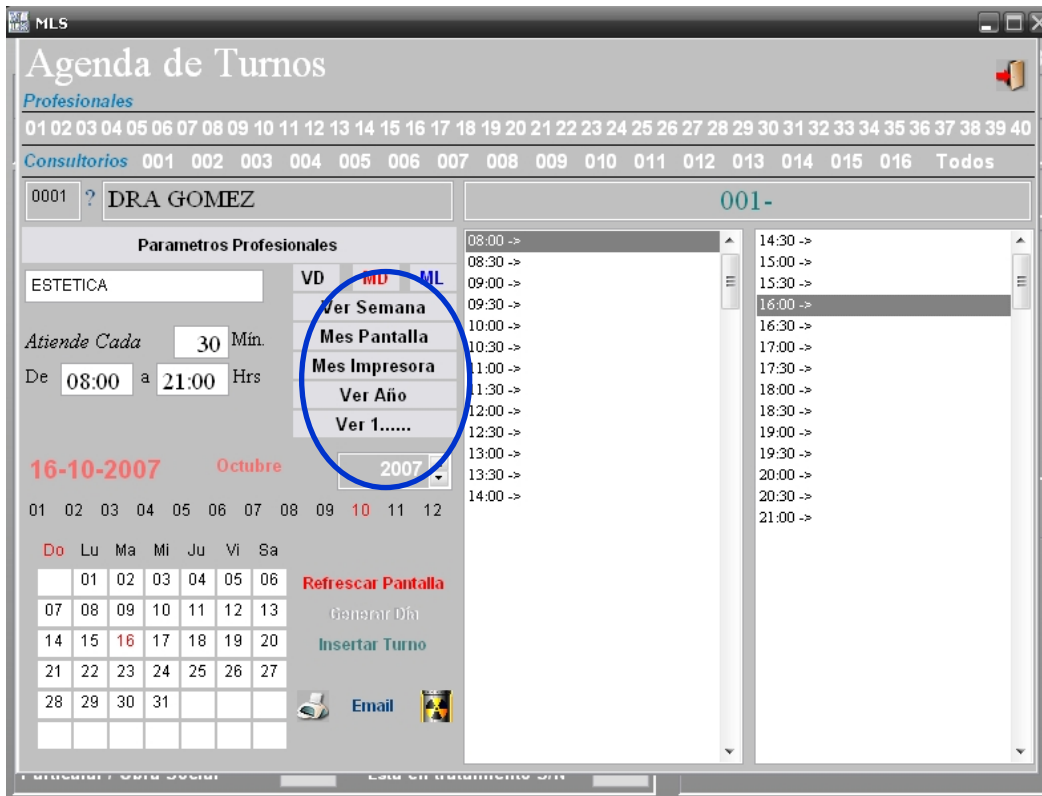 MLS
Agenda de Turnos
Profesionales
01 02 03 04 05 06 07 08 09 10 11 12 13 14 15 16 17 18 19 20 21 22 23 24 25 26 27 28 29 30 31 32 33 34 35 36 37 38 39 40
Consultorios 001 002 003 004 005 006 007 008 009 010 011 012 013 014 015 016 Todos
0001 ? DRA GOMEZ
001-
Parametros Profesionales
ESTETICA
VD MD ML
Ver Semana
Mes Pantalla
Mes Impresora
Ver Año
Ver 1......
Atiende Cada 30 Mín.
De 08:00 a 21:00 Hrs
16-10-2007 Octubre 2007
01 02 03 04 05 06 07 08 09 10 11 12
Do Lu Ma Mi Ju Vi Sa
01 02 03 04 05 06
07 08 09 10 11 12 13
14 15 16 17 18 19 20
21 22 23 24 25 26 27
28 29 30 31
Refrescar Pantalla
Generar Día
Insertar Turno
Email
08:00 ->
08:30 ->
09:00 ->
09:30 ->
10:00 ->
10:30 ->
11:00 ->
11:30 ->
12:00 ->
12:30 ->
13:00 ->
13:30 ->
14:00 ->
14:30 ->
15:00 ->
15:30 ->
16:00 ->
16:30 ->
17:00 ->
17:30 ->
18:00 ->
18:30 ->
19:00 ->
19:30 ->
20:00 ->
20:30 ->
21:00 ->
Particular / Obra Social Esta en tratamiento S/N